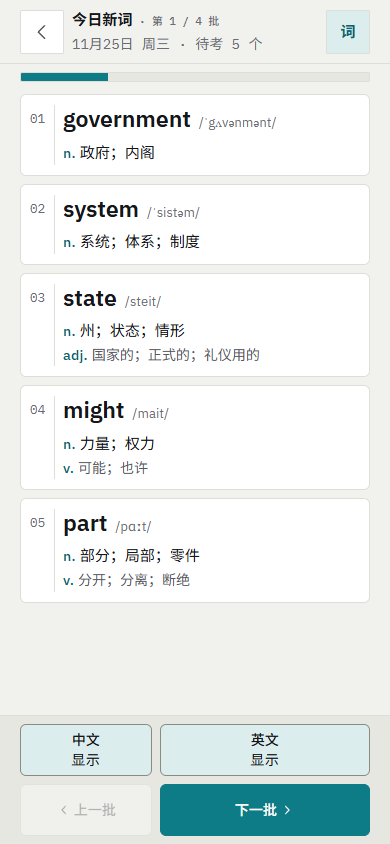 今日新词 · 第 1 / 4 批
11月25日 周三 · 待考 5 个
词
01
government /ˈgʌvənmənt/
n. 政府；内阁
02
system /ˈsistəm/
n. 系统；体系；制度
03
state /steit/
n. 州；状态；情形
adj. 国家的；正式的；礼仪用的
04
might /mait/
n. 力量；权力
v. 可能；也许
05
part /pɑːt/
n. 部分；局部；零件
v. 分开；分离；断绝
中文
显示
英文
显示
上一批
下一批